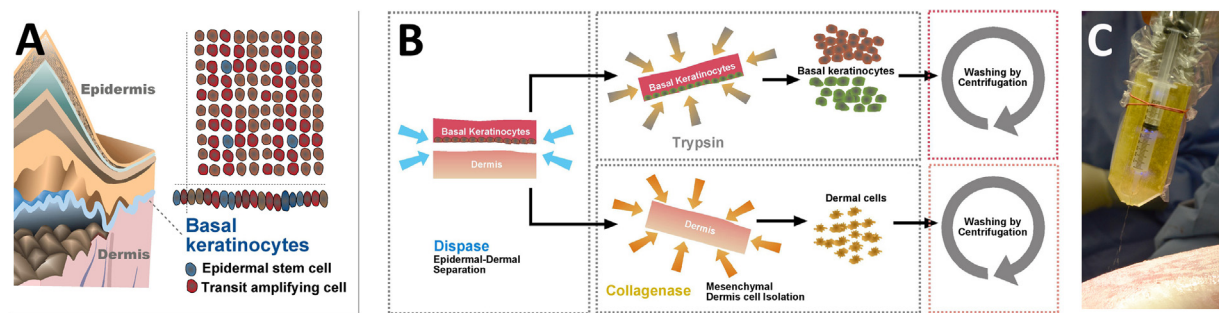 A
Epidermis
Dermis
Basal
keratinocytes
Epidermal stem cell
Transit amplifying cell
B
Basal Keratinocytes
Dermis
Dispase
Epidermal-Dermal
Separation
Basal Keratinocytes
Trypsin
Basal keratinocytes
Washing by
Centrifugation
Dermis
Collagenase
Mesenchymal
Dermis cell Isolation
Dermal cells
Washing by
Centrifugation
C